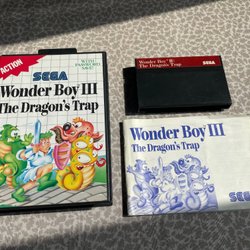 ACTION
WITH
PASSWORD
SAVE!
SEGA
Wonder Boy III
The Dragon's Trap
Wonder Boy III:
The Dragon's Trap
SEGA
Wonder Boy III
The Dragon's Trap
SEGA